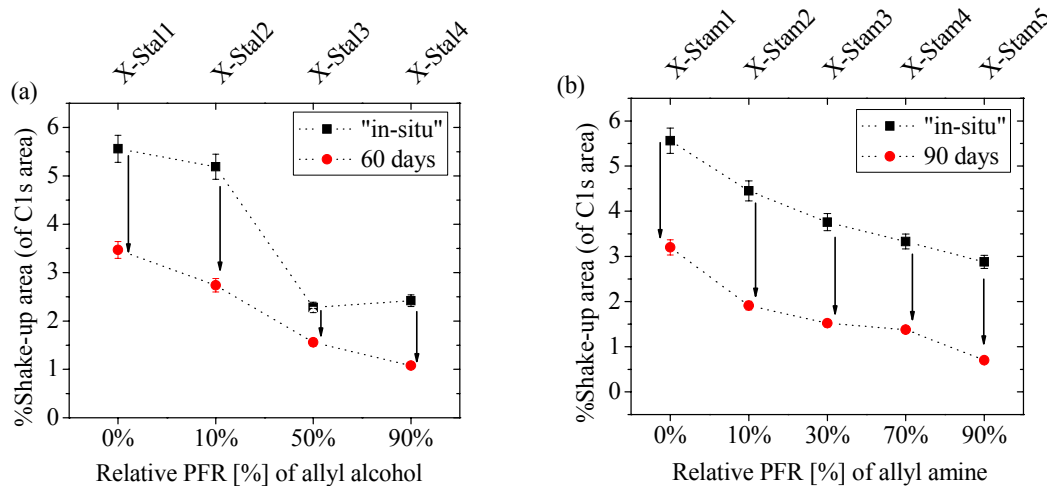 X-Stal1 X-Stal2 X-Stal3 X-Stal4
(a)
"in-situ"
60 days
6
5
4
3
2
1
0
%Shake-up area (of C1s area)
0% 10% 50% 90%
Relative PFR [%] of allyl alcohol
X-Stam1 X-Stam2 X-Stam3 X-Stam4 X-Stam5
(b)
"in-situ"
90 days
6
5
4
3
2
1
0
%Shake-up area (of C1s area)
0% 10% 30% 70% 90%
Relative PFR [%] of allyl amine